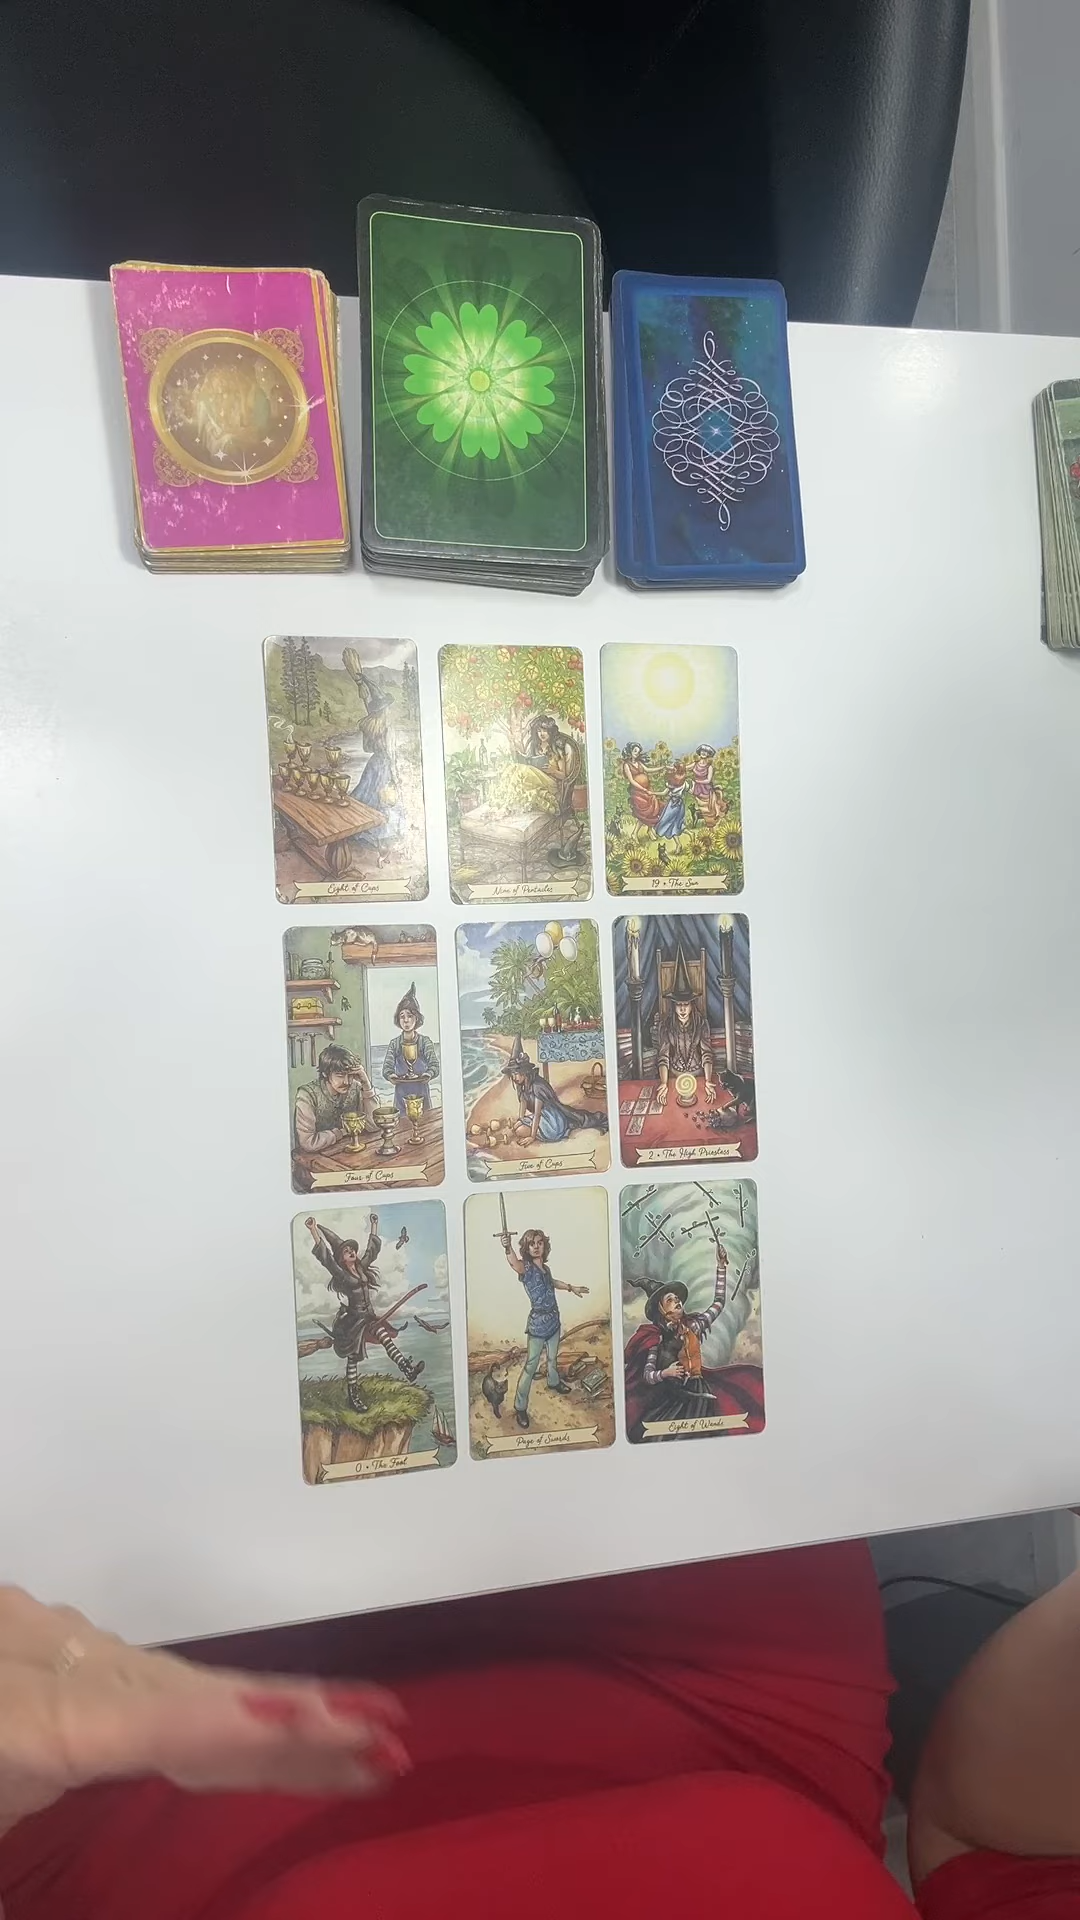 Eight of Cups
Nine of Pentacles
19 • The Sun
Four of Cups
Five of Cups
2 • The High Priestess
0 • The Fool
Page of Swords
Eight of Wands